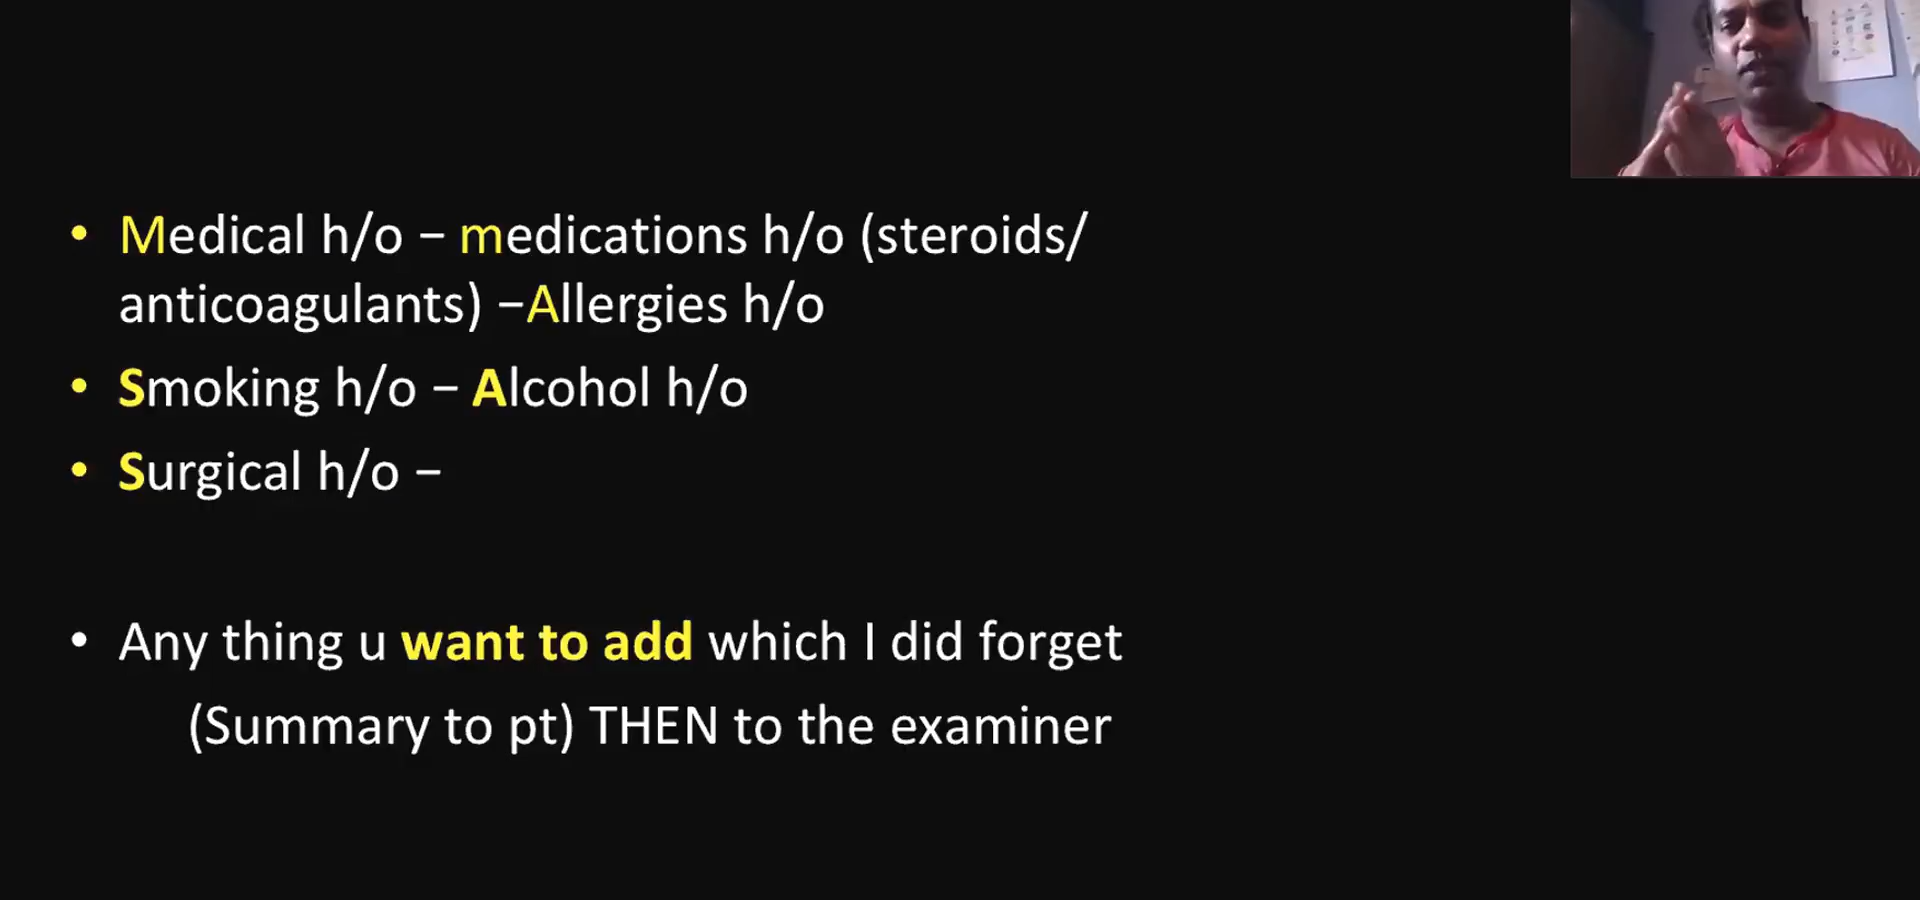 • Medical h/o – medications h/o (steroids/
anticoagulants) –Allergies h/o
• Smoking h/o – Alcohol h/o
• Surgical h/o –
• Any thing u want to add which I did forget
(Summary to pt) THEN to the examiner